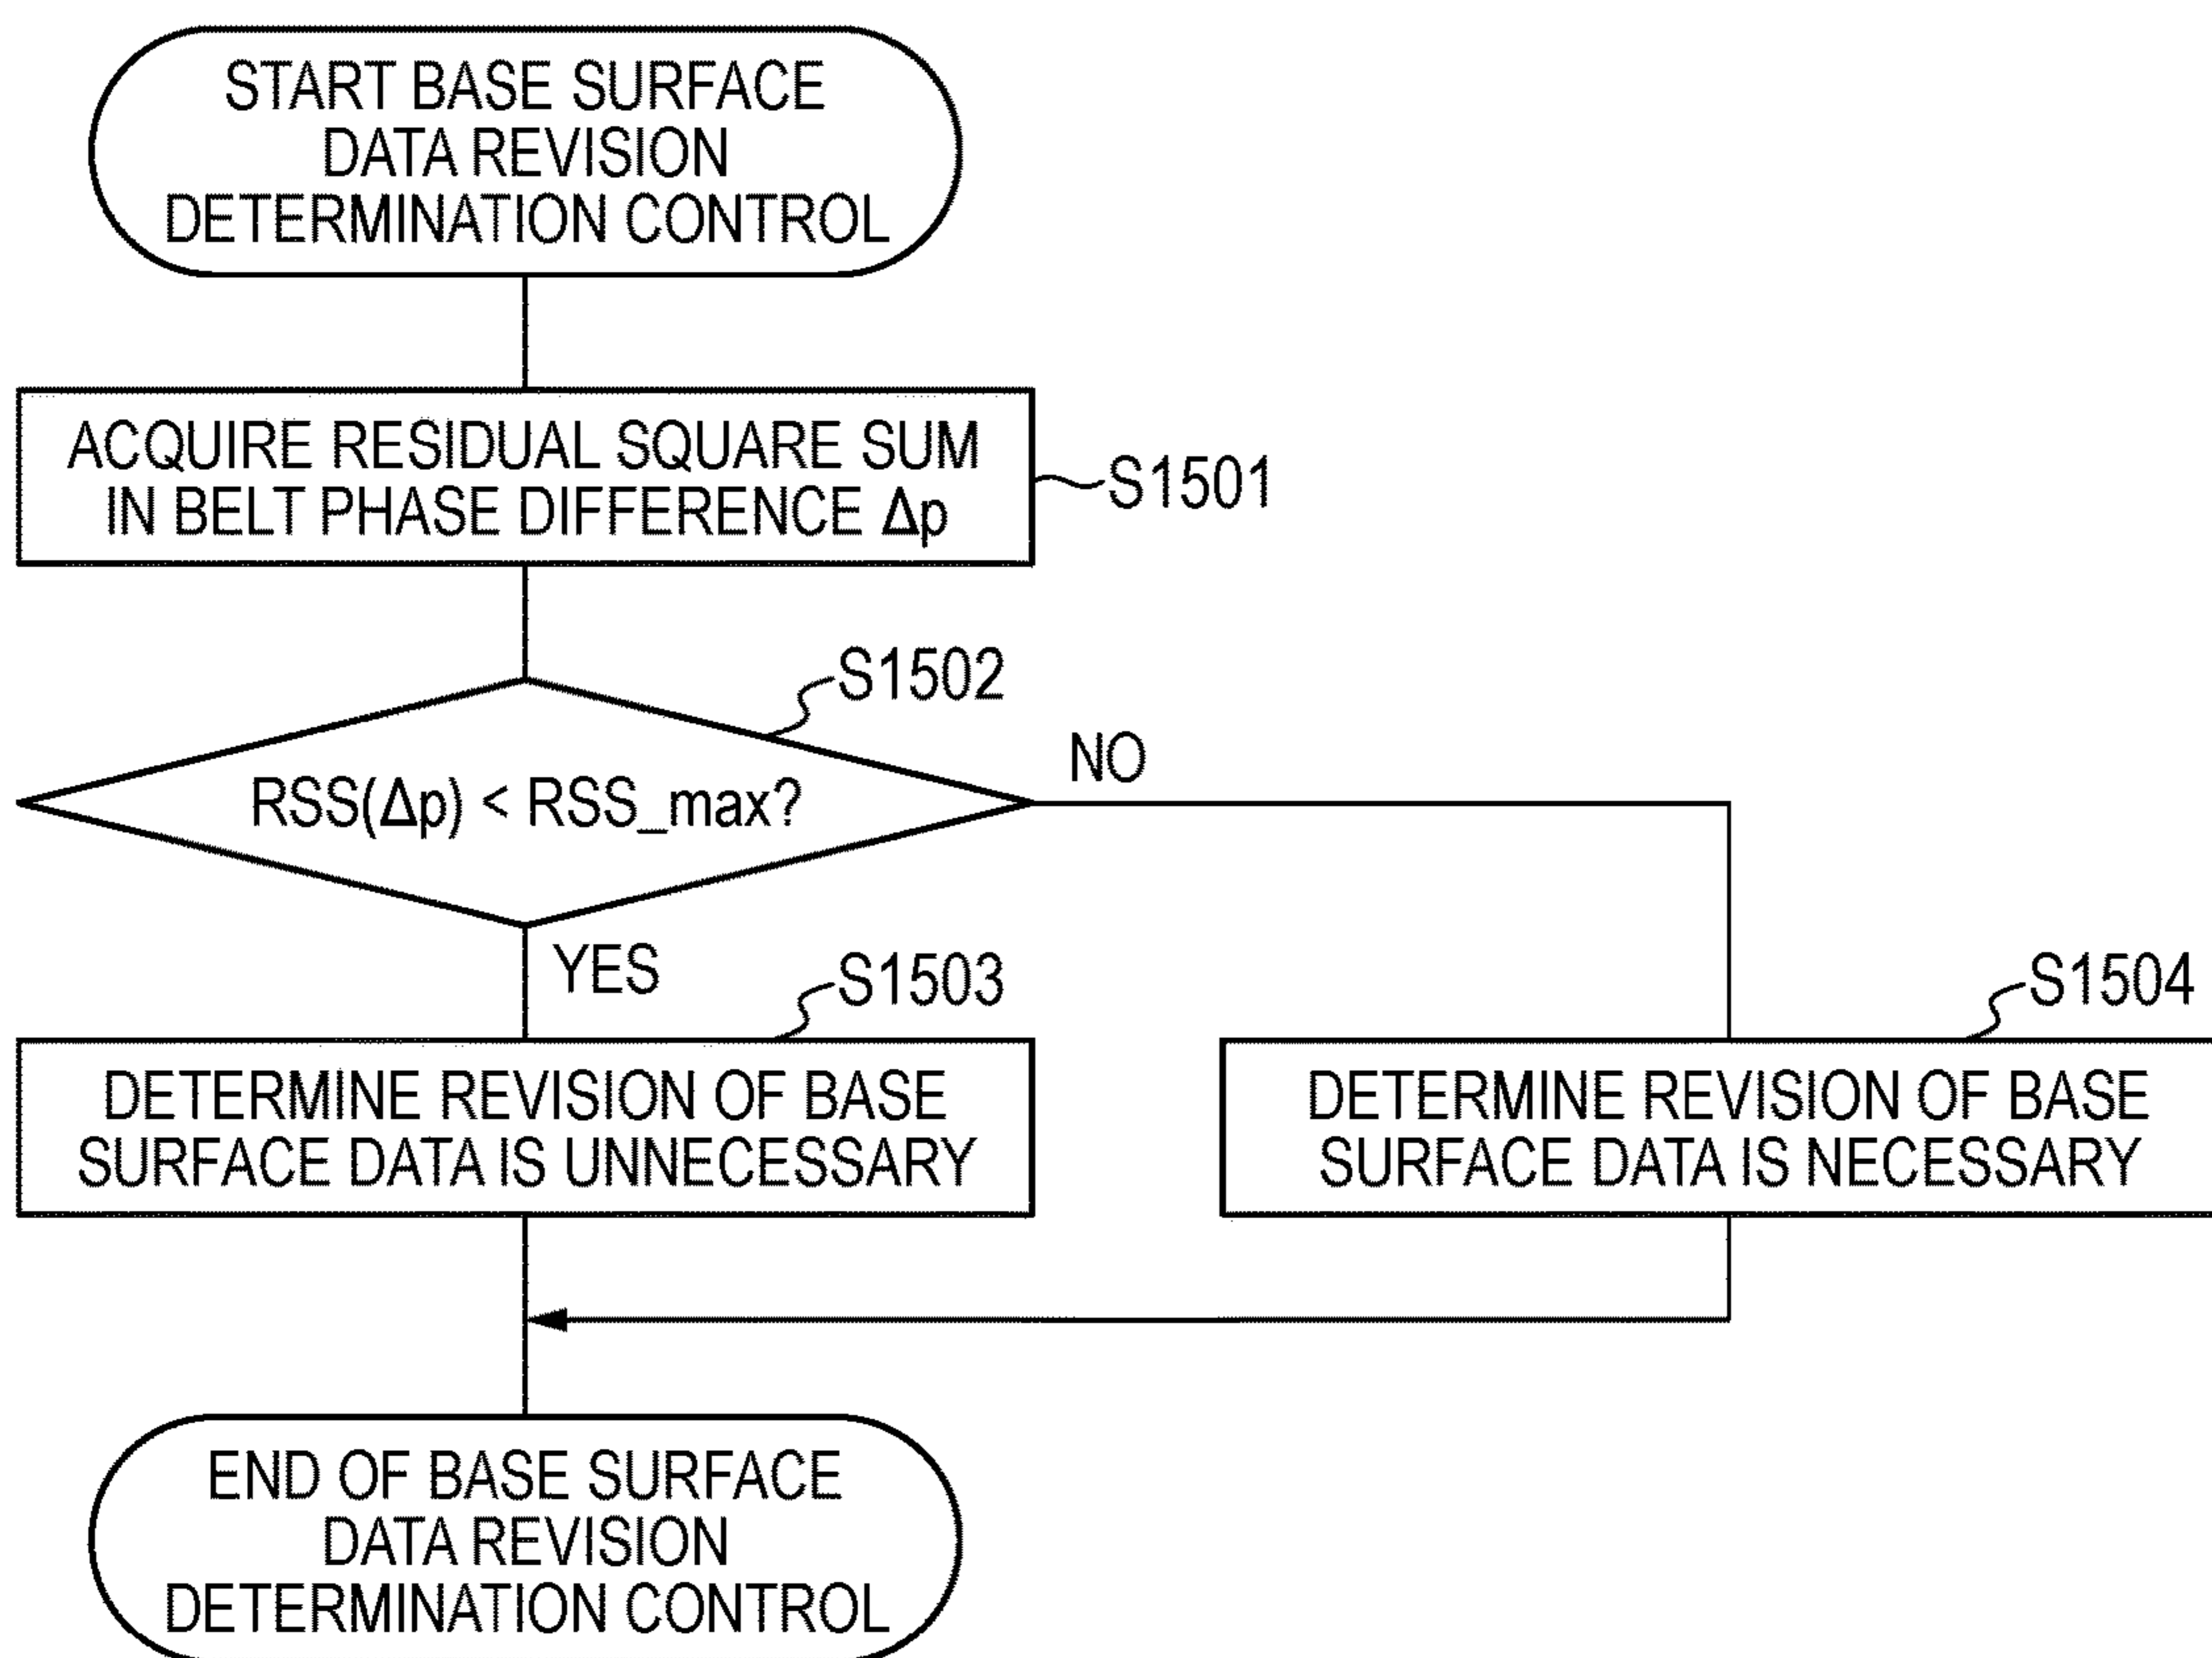 START BASE SURFACE
DATA REVISION
DETERMINATION CONTROL
ACQUIRE RESIDUAL SQUARE SUM
IN BELT PHASE DIFFERENCE Δp
S1501
S1502
RSS(Δp) < RSS_max?
NO
YES
S1503
DETERMINE REVISION OF BASE
SURFACE DATA IS UNNECESSARY
S1504
DETERMINE REVISION OF BASE
SURFACE DATA IS NECESSARY
END OF BASE SURFACE
DATA REVISION
DETERMINATION CONTROL